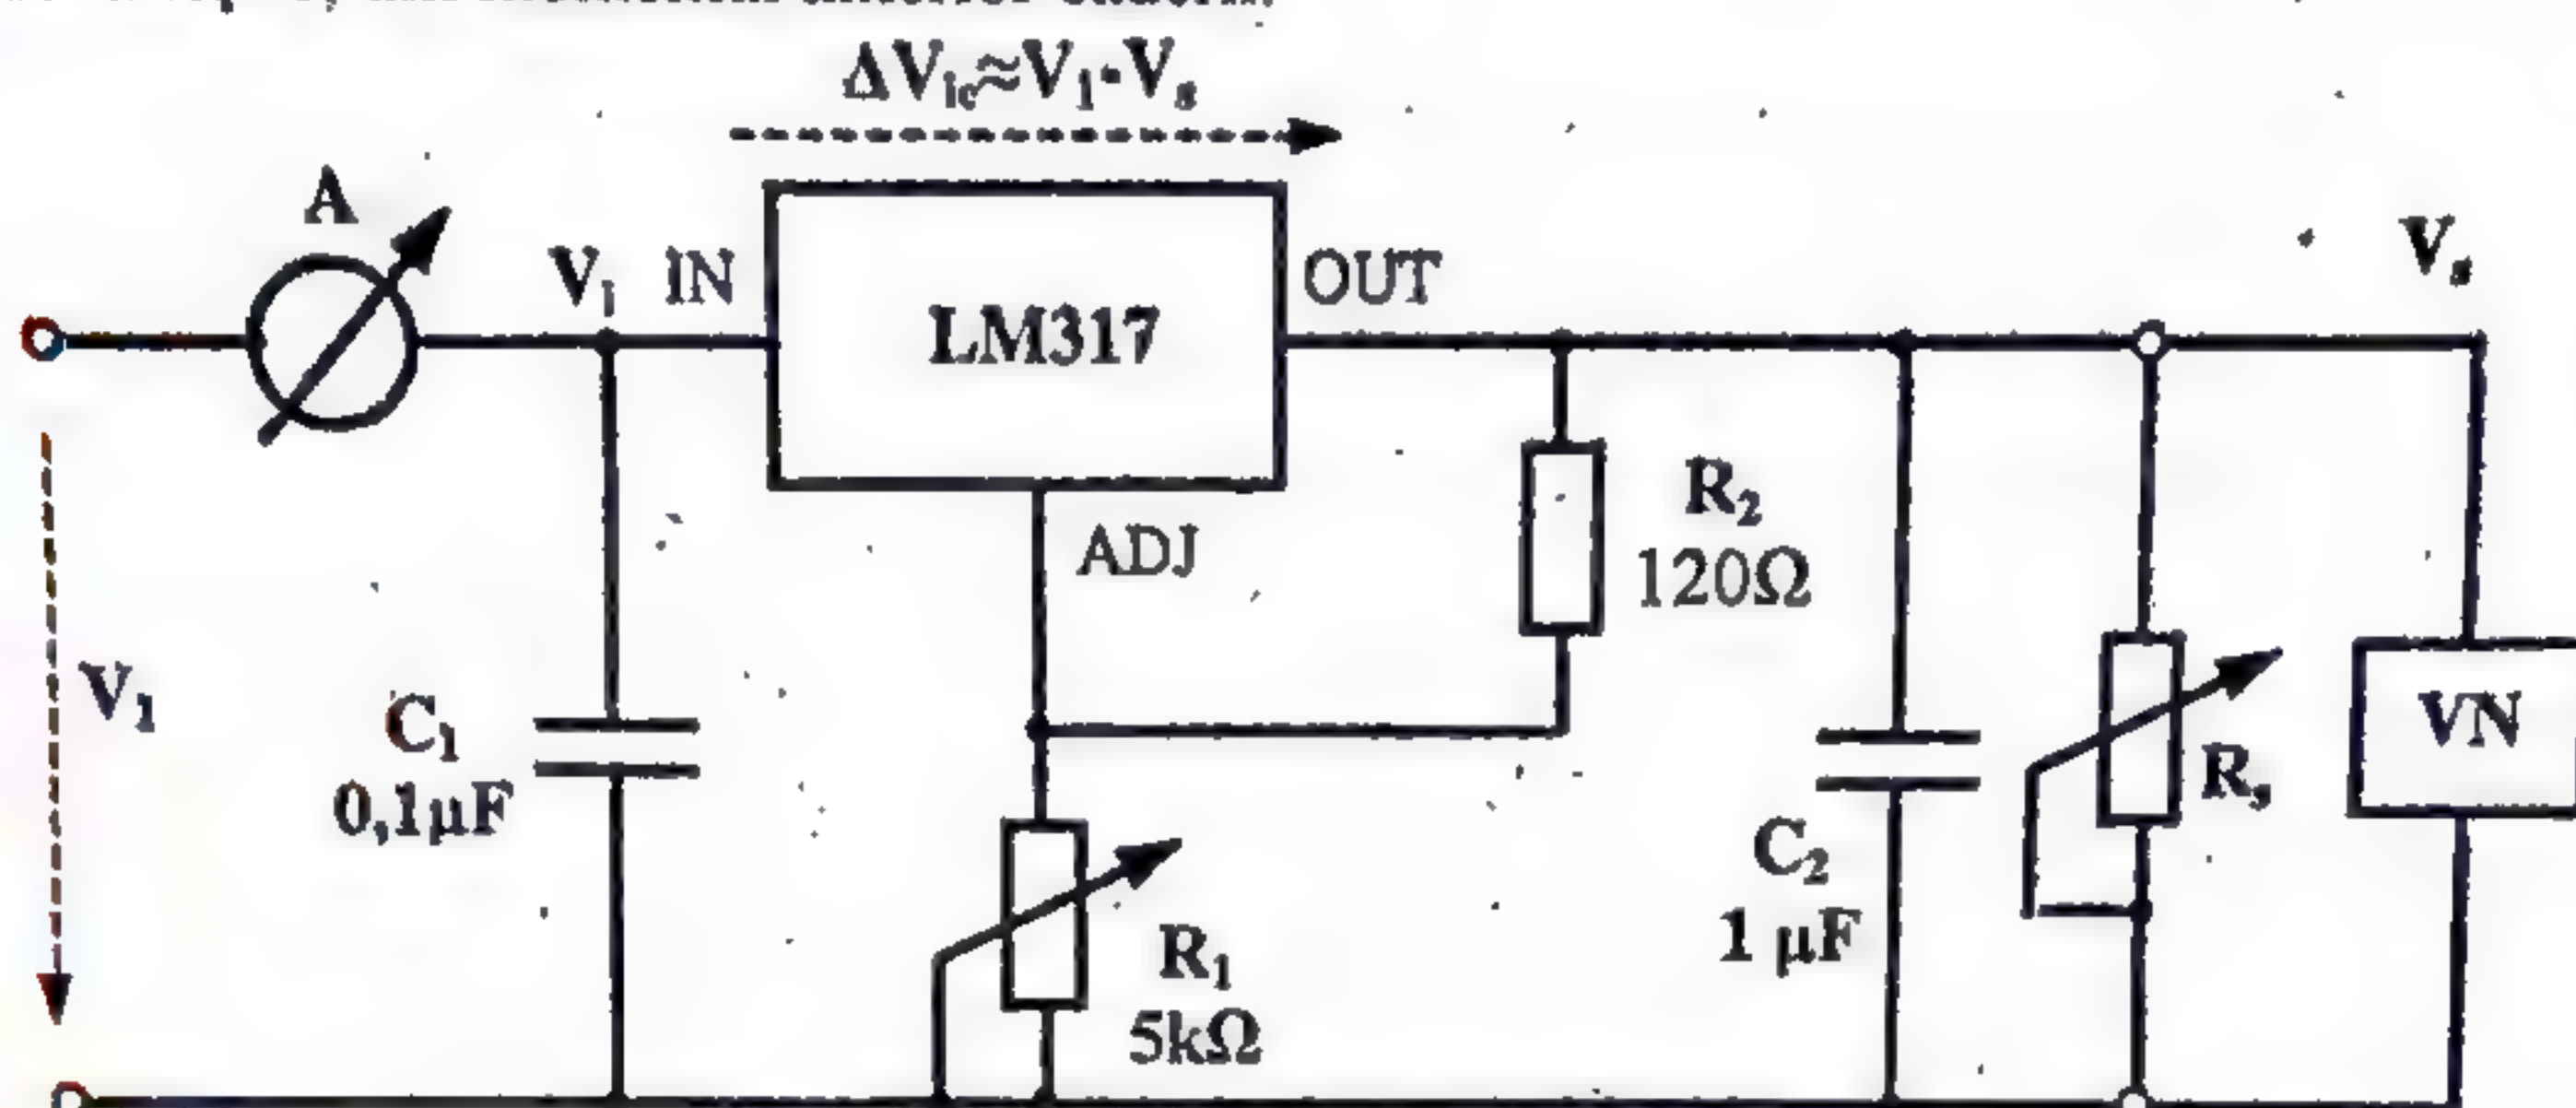 ΔVic≈V1-Vs
A
V1 IN
OUT
Vs
LM317
ADJ
R2
120Ω
V1
C1
0,1µF
VN
Rs
C2
1 µF
R1
5kΩ